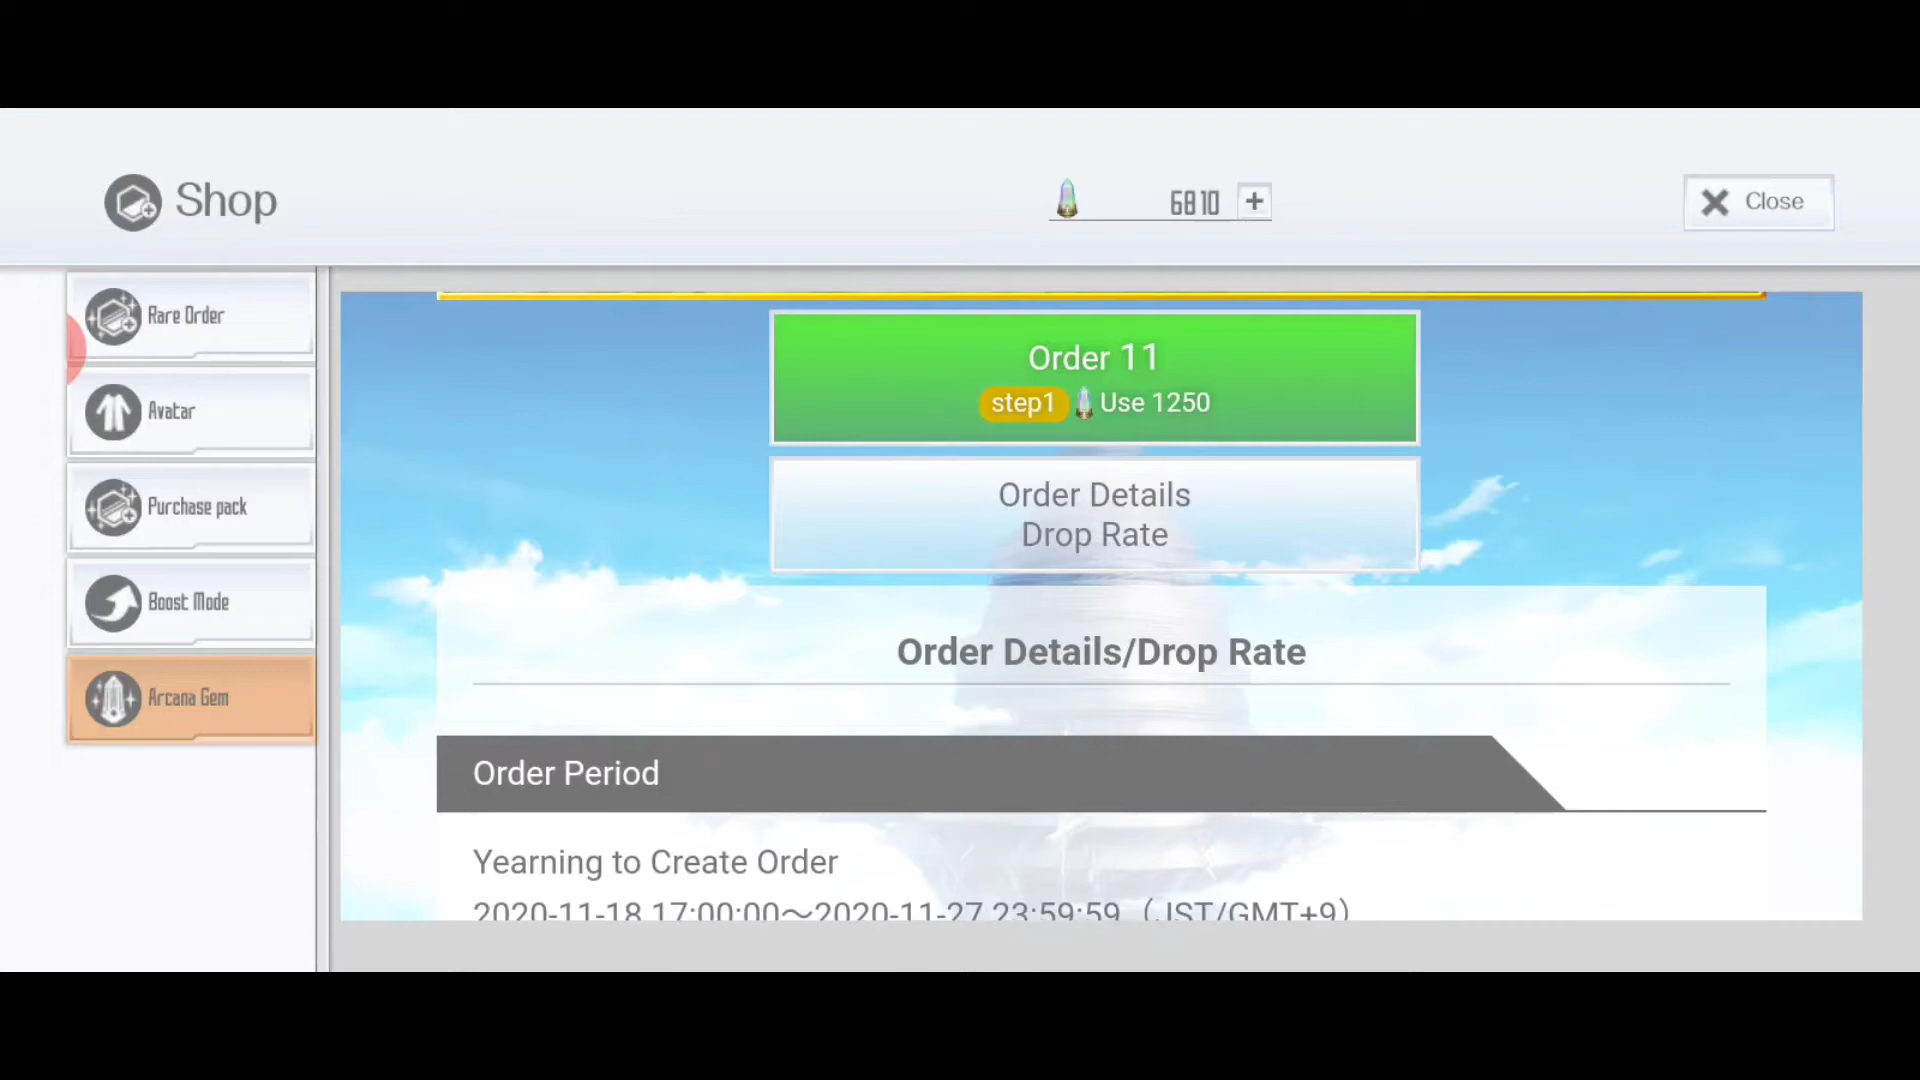 Shop
6810
Close
Rare Order
Avatar
Purchase pack
Boost Mode
Arcana Gem
Order 11
step1 Use 1250
Order Details
Drop Rate
Order Details/Drop Rate
Order Period
Yearning to Create Order
2020-11-18 17:00:00～2020-11-27 23:59:59（JST/GMT+9）